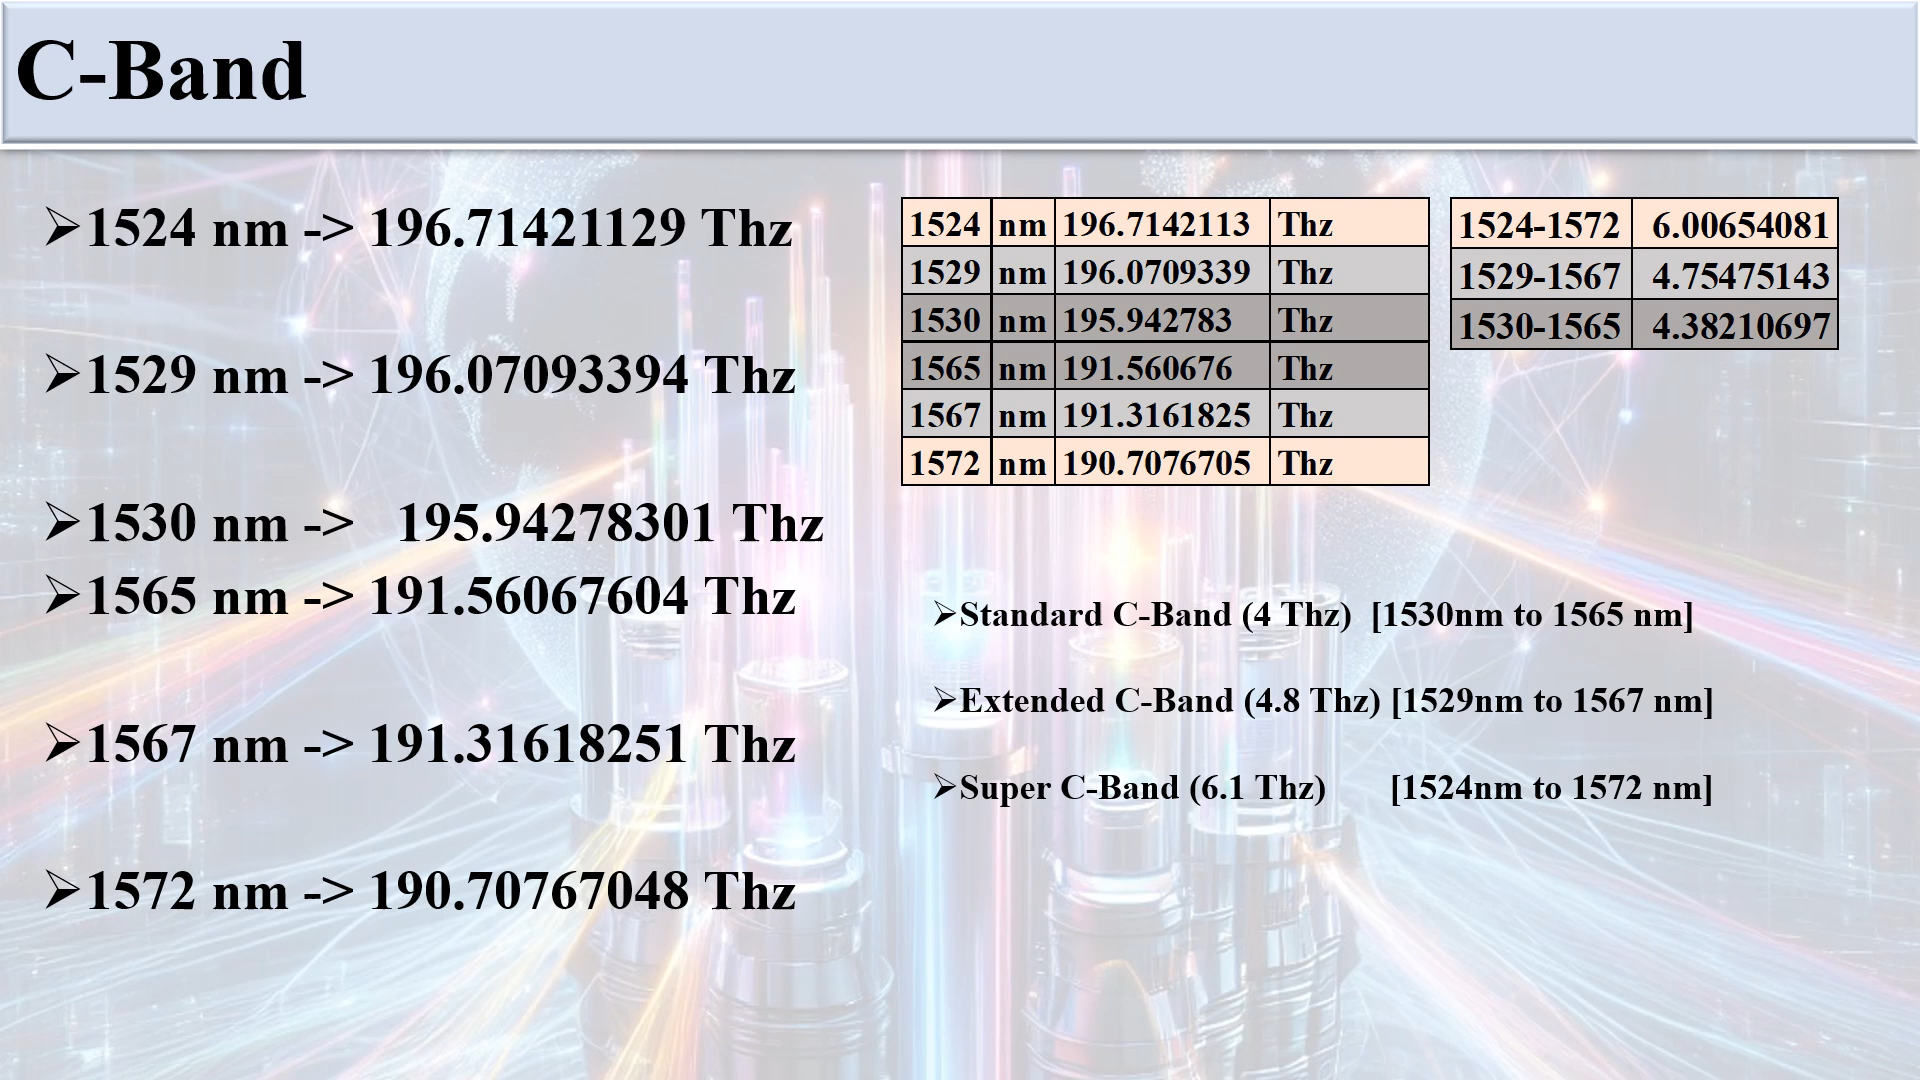 C-Band
➢1524 nm -> 196.71421129 Thz
➢1529 nm -> 196.07093394 Thz
➢1530 nm -> 195.94278301 Thz
➢1565 nm -> 191.56067604 Thz
➢1567 nm -> 191.31618251 Thz
➢1572 nm -> 190.70767048 Thz
1524 nm 196.7142113 Thz
1529 nm 196.0709339 Thz
1530 nm 195.942783 Thz
1565 nm 191.560676 Thz
1567 nm 191.3161825 Thz
1572 nm 190.7076705 Thz
1524-1572 6.00654081
1529-1567 4.75475143
1530-1565 4.38210697
➢Standard C-Band (4 Thz) [1530nm to 1565 nm]
➢Extended C-Band (4.8 Thz) [1529nm to 1567 nm]
➢Super C-Band (6.1 Thz) [1524nm to 1572 nm]